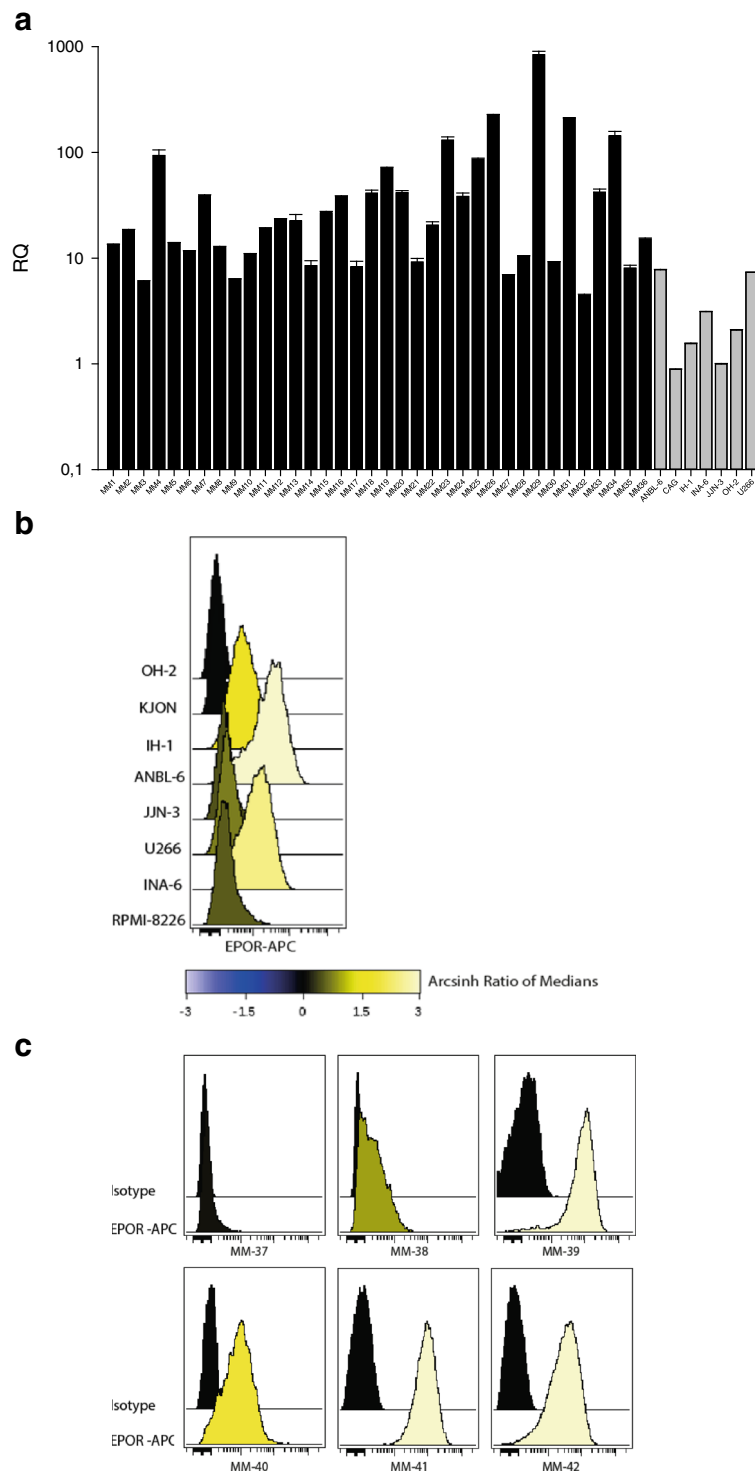 a
1000
100
10
1
0,1
RQ
MM1 MM2 MM3 MM4 MM5 MM6 MM7 MM8 MM9 MM10 MM11 MM12 MM13 MM14 MM15 MM16 MM17 MM18 MM19 MM20 MM21 MM22 MM23 MM24 MM25 MM26 MM27 MM28 MM29 MM30 MM31 MM32 MM33 MM34 MM35 MM36 ANBL-6 CAG IH-1 INA-6 JJN-3 OH-2 U266
b
OH-2
KJON
IH-1
ANBL-6
JJN-3
U266
INA-6
RPMI-8226
EPOR-APC
Arcsinh Ratio of Medians
-3 -1.5 0 1.5 3
c
Isotype
EPOR -APC
MM-37 MM-38 MM-39
Isotype
EPOR -APC
MM-40 MM-41 MM-42